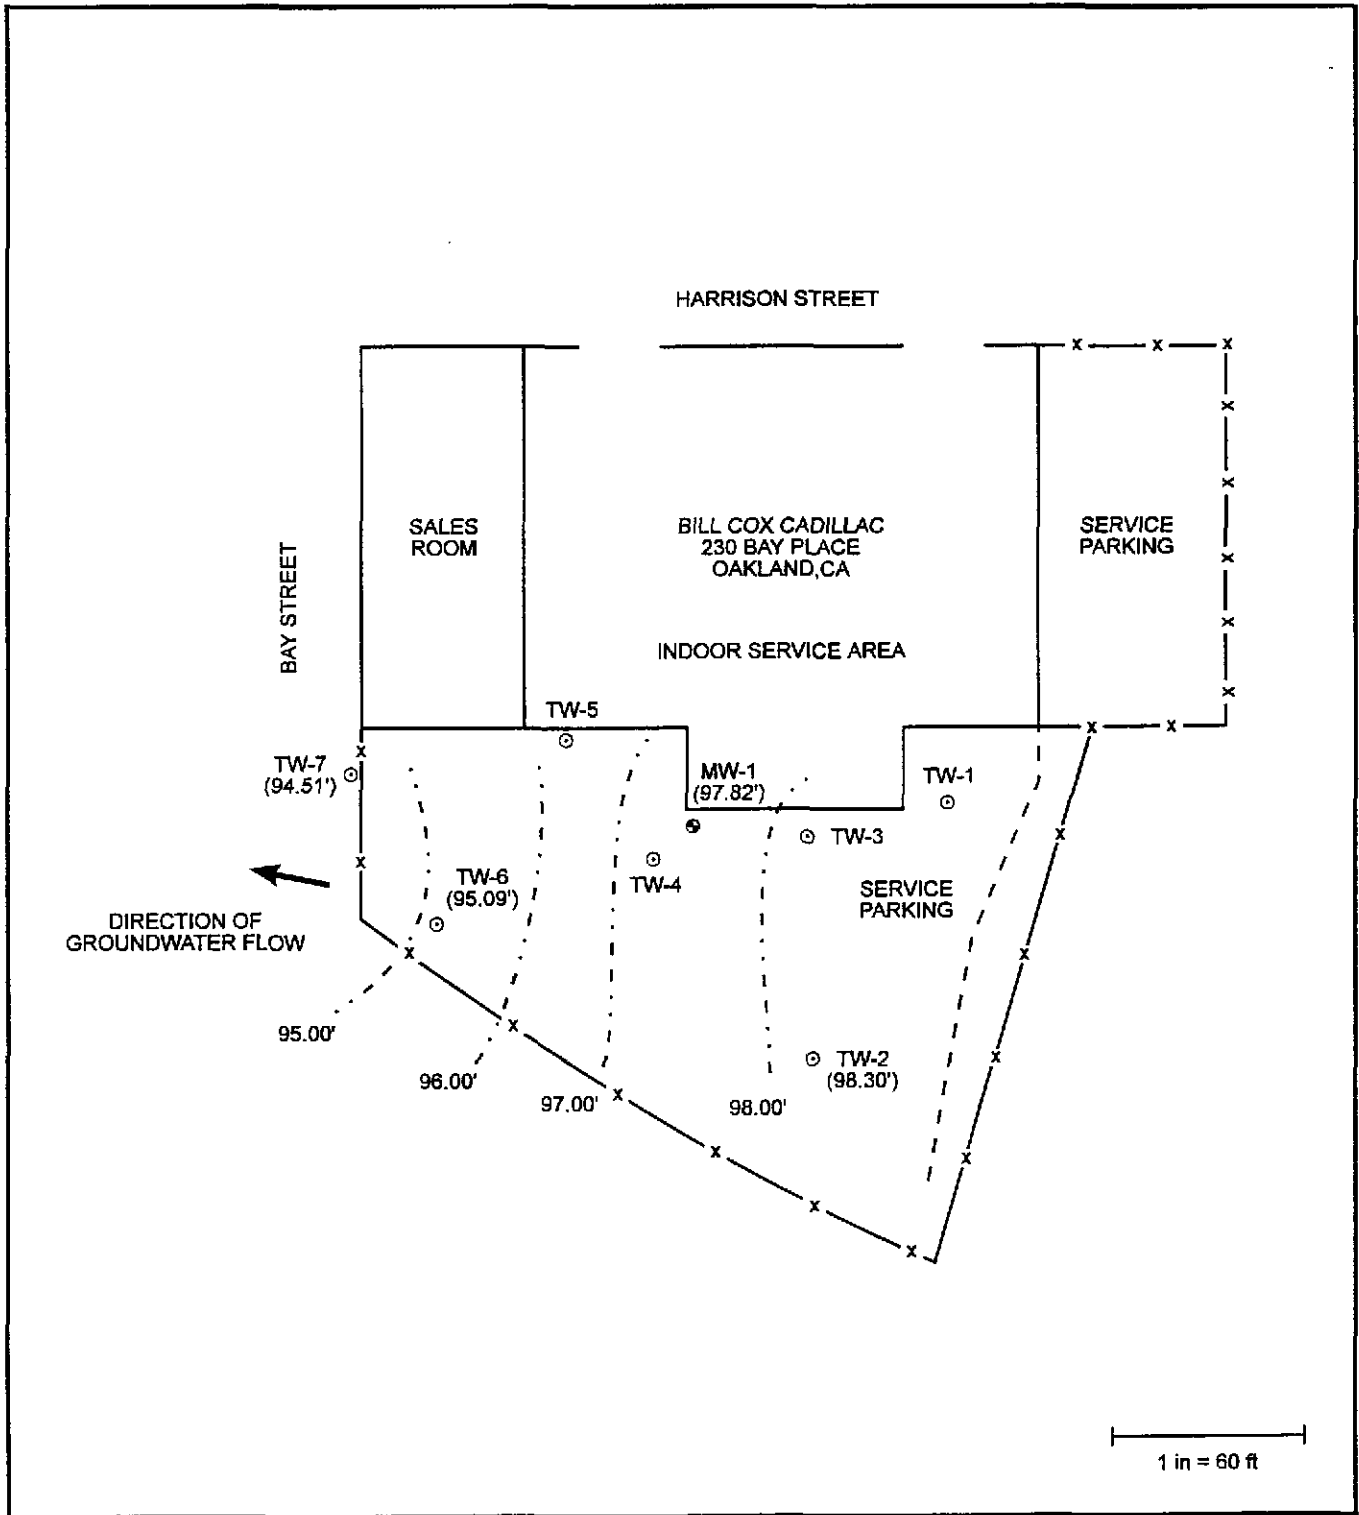 HARRISON STREET
SALES
ROOM
BILL COX CADILLAC
230 BAY PLACE
OAKLAND, CA
SERVICE
PARKING
BAY STREET
INDOOR SERVICE AREA
TW-5
TW-7
(94.51')
MW-1
(97.82')
TW-1
TW-3
TW-6
(95.09')
TW-4
SERVICE
PARKING
DIRECTION OF
GROUNDWATER FLOW
95.00'
96.00'
97.00'
98.00'
TW-2
(98.30')
1 in = 60 ft